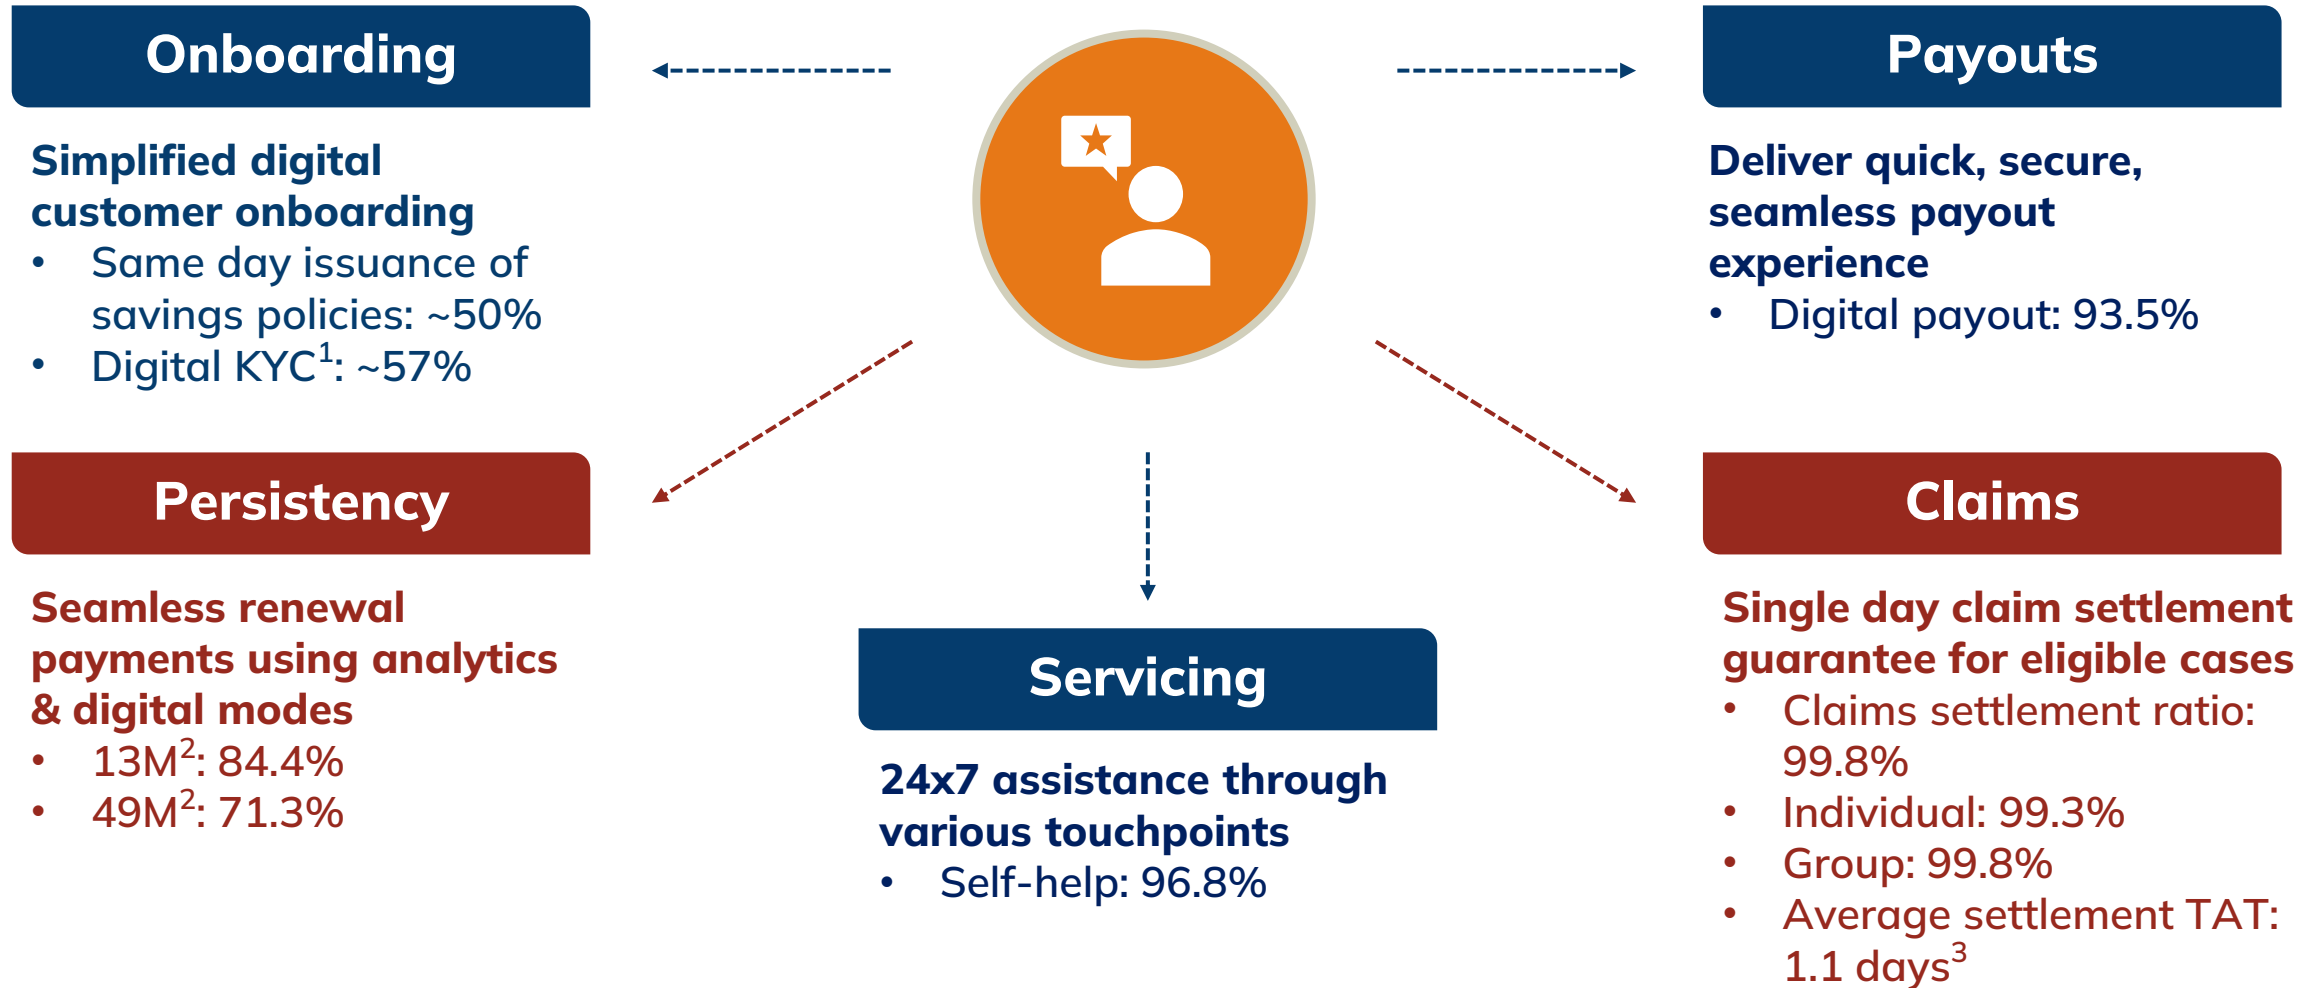 Onboarding
Simplified digital
customer onboarding
• Same day issuance of
savings policies: ~50%
• Digital KYC¹: ~57%
Persistency
Seamless renewal
payments using analytics
& digital modes
• 13M²: 84.4%
• 49M²: 71.3%
Servicing
24x7 assistance through
various touchpoints
• Self-help: 96.8%
Payouts
Deliver quick, secure,
seamless payout
experience
• Digital payout: 93.5%
Claims
Single day claim settlement
guarantee for eligible cases
• Claims settlement ratio:
99.8%
• Individual: 99.3%
• Group: 99.8%
• Average settlement TAT:
1.1 days³